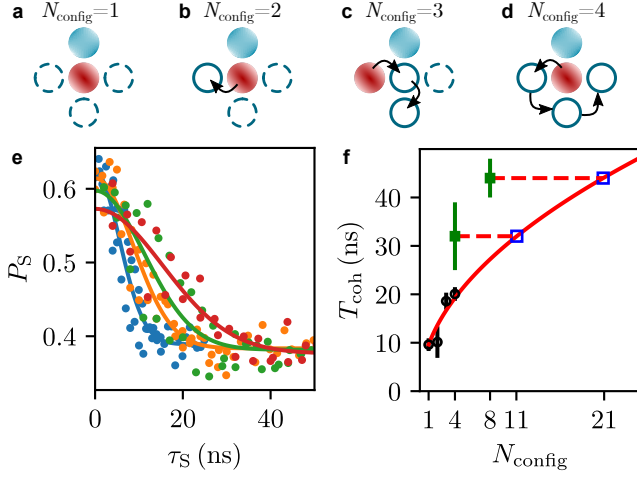 a N_config=1 b N_config=2 c N_config=3 d N_config=4
e
P_S
0.6
0.5
0.4
0 20 40
τ_S (ns)
f
T_coh (ns)
40
30
20
10
0
1 4 8 11 21
N_config